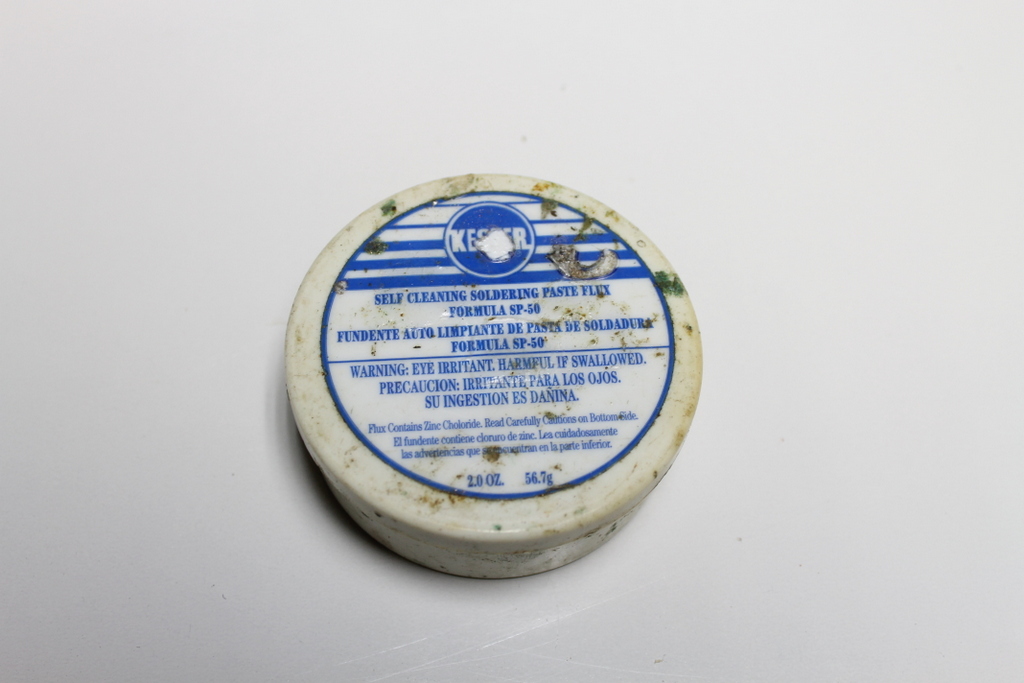 KESTER
SELF CLEANING SOLDERING PASTE FLUX
FORMULA SP-50
FUNDENTE AUTO LIMPIANTE DE PASTA DE SOLDADURA
FORMULA SP-50
WARNING: EYE IRRITANT. HARMFUL IF SWALLOWED.
PRECAUCION: IRRITANTE PARA LOS OJOS.
SU INGESTION ES DAÑINA.
Flux Contains Zinc Choloride. Read Carefully Cautions on Bottom Side.
El fundente contiene cloruro de zinc. Lea cuidadosamente
las advertencias que se encuentran en la parte inferior.
2.0 OZ. 56.7g